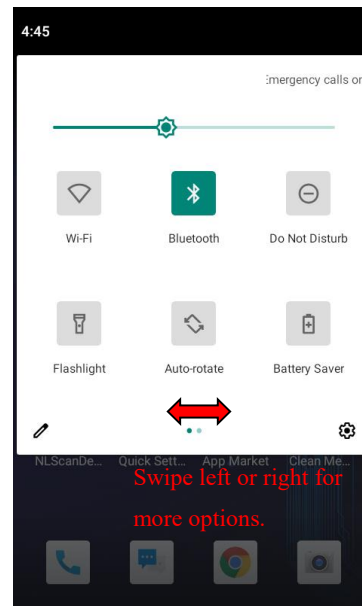 4:45
Emergency calls on
Wi-Fi
Bluetooth
Do Not Disturb
Flashlight
Auto-rotate
Battery Saver
NLScanDe... Quick Sett... App Market Clean Me...
Swipe left or right for
more options.